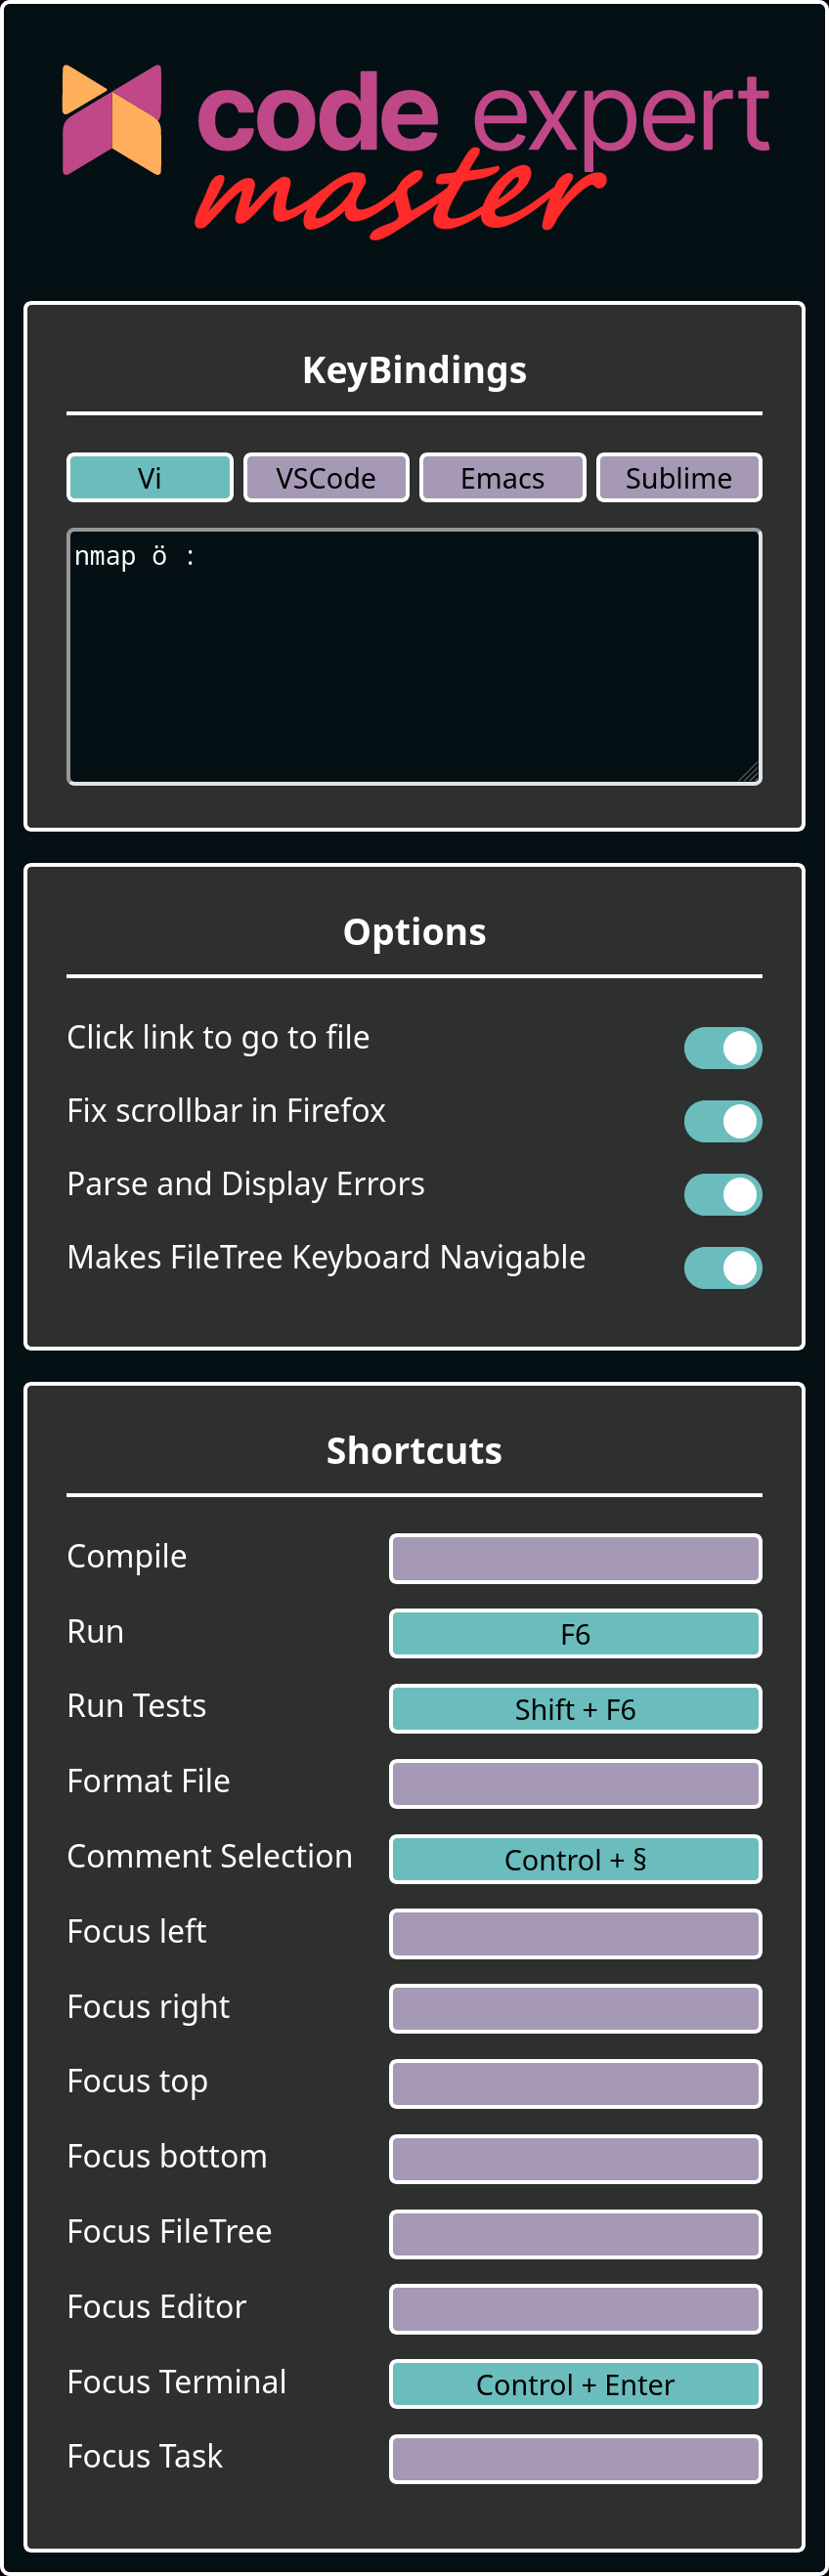 code expert
master
KeyBindings
Vi VSCode Emacs Sublime
nmap ö :
Options
Click link to go to file
Fix scrollbar in Firefox
Parse and Display Errors
Makes FileTree Keyboard Navigable
Shortcuts
Compile
Run F6
Run Tests Shift + F6
Format File
Comment Selection Control + §
Focus left
Focus right
Focus top
Focus bottom
Focus FileTree
Focus Editor
Focus Terminal Control + Enter
Focus Task